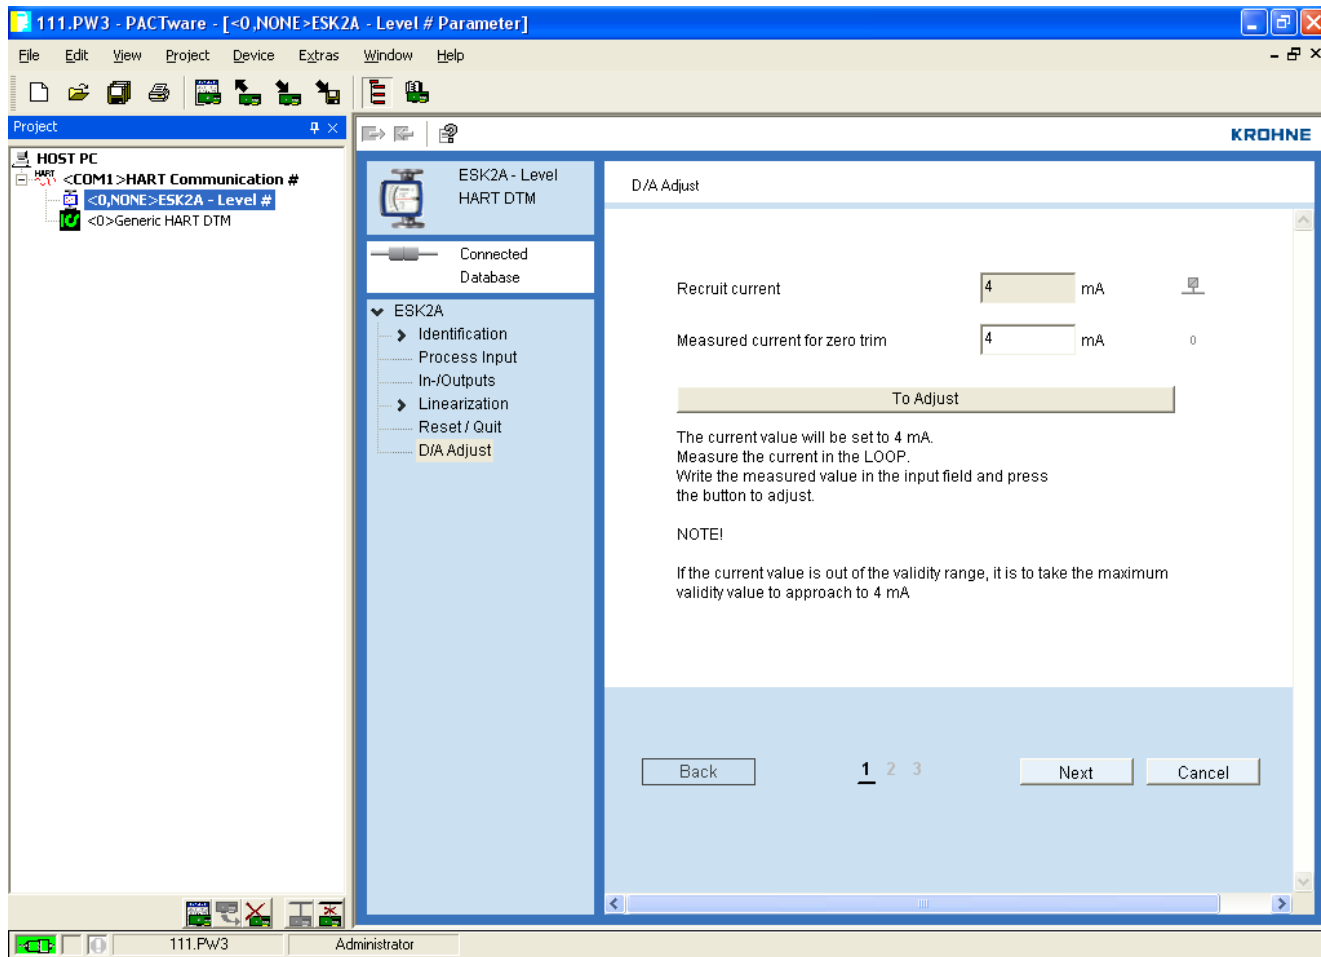 111.PW3 - PACTware - [<0,NONE>ESK2A - Level # Parameter]
File Edit View Project Device Extras Window Help
Project
KROHNE
HOST PC
HART <COM1>HART Communication #
<0,NONE>ESK2A - Level #
<0>Generic HART DTM
ESK2A - Level
HART DTM
Connected
Database
ESK2A
Identification
Process Input
In-/Outputs
Linearization
Reset / Quit
D/A Adjust
D/A Adjust
Recruit current 4 mA
Measured current for zero trim 4 mA 0
To Adjust
The current value will be set to 4 mA.
Measure the current in the LOOP.
Write the measured value in the input field and press
the button to adjust.
NOTE!
If the current value is out of the validity range, it is to take the maximum
validity value to approach to 4 mA
Back 1 2 3 Next Cancel
111.PW3 Administrator